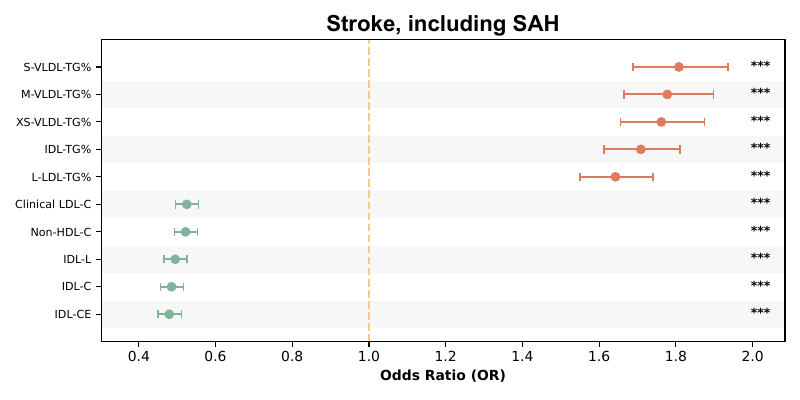 Stroke, including SAH
S-VLDL-TG% ***
M-VLDL-TG% ***
XS-VLDL-TG% ***
IDL-TG% ***
L-LDL-TG% ***
Clinical LDL-C ***
Non-HDL-C ***
IDL-L ***
IDL-C ***
IDL-CE ***
0.4 0.6 0.8 1.0 1.2 1.4 1.6 1.8 2.0
Odds Ratio (OR)